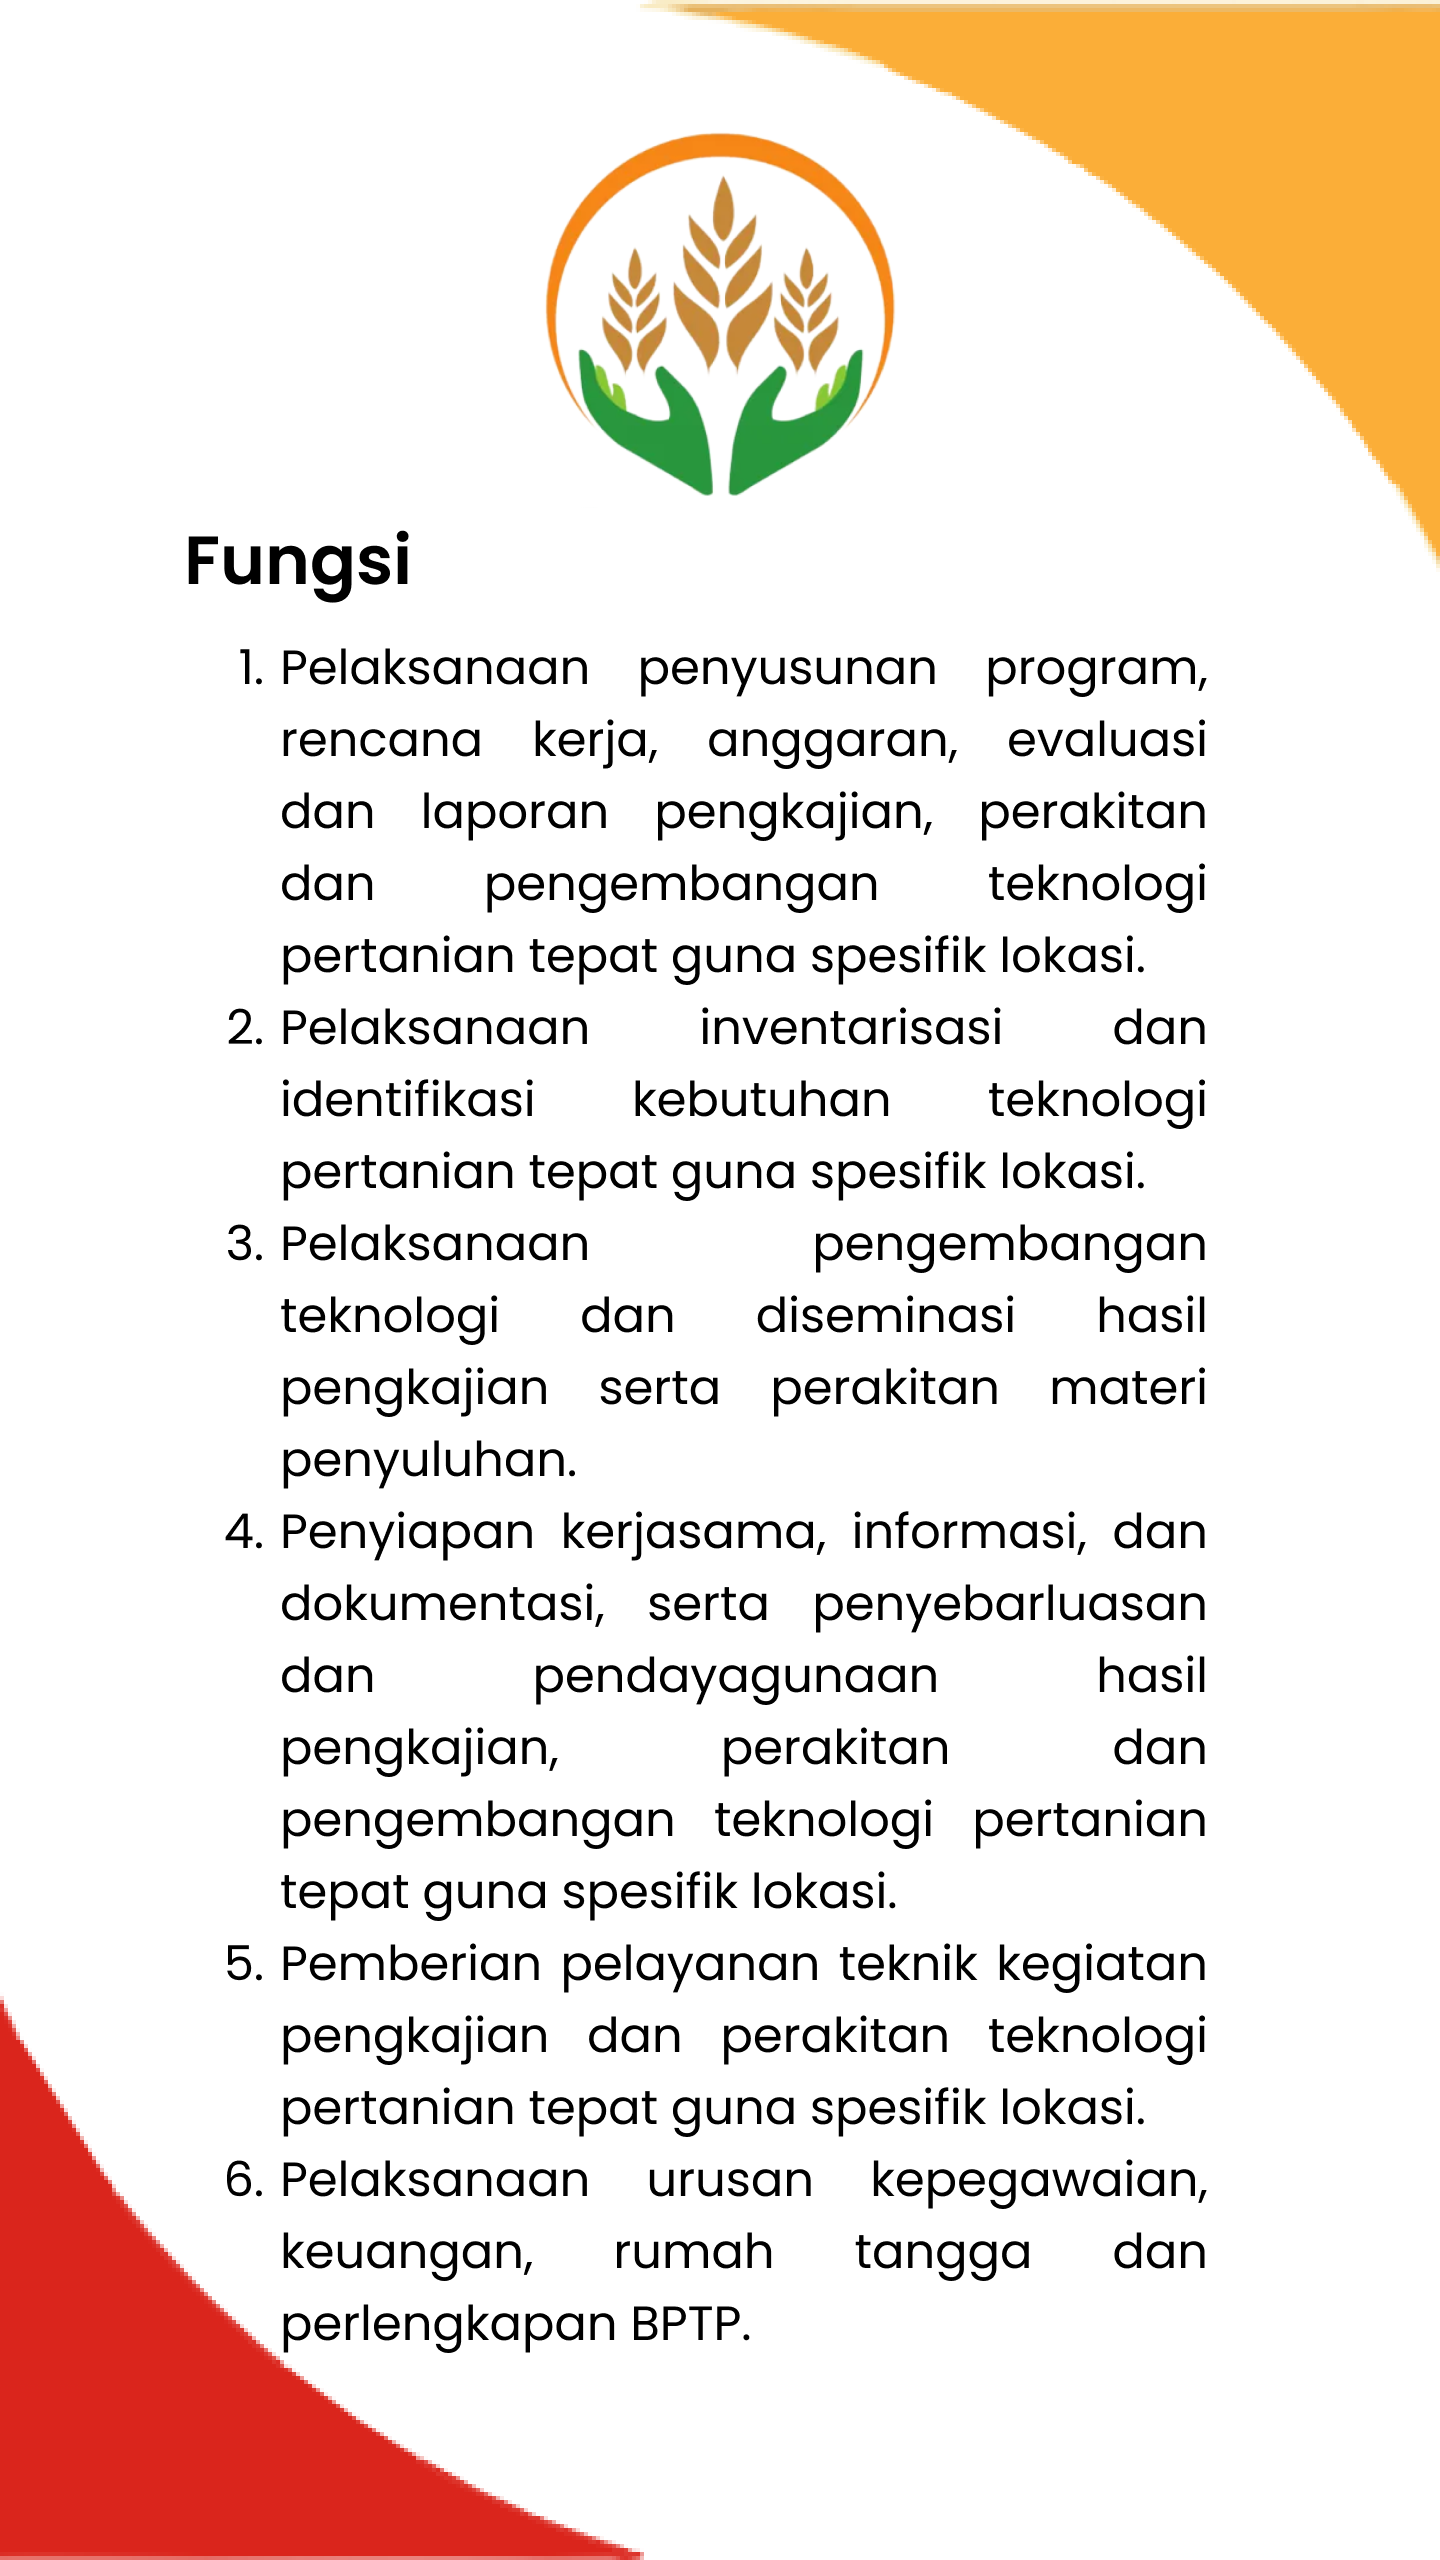 Fungsi
1. Pelaksanaan penyusunan program,
rencana kerja, anggaran, evaluasi
dan laporan pengkajian, perakitan
dan pengembangan teknologi
pertanian tepat guna spesifik lokasi.
2. Pelaksanaan inventarisasi dan
identifikasi kebutuhan teknologi
pertanian tepat guna spesifik lokasi.
3. Pelaksanaan pengembangan
teknologi dan diseminasi hasil
pengkajian serta perakitan materi
penyuluhan.
4. Penyiapan kerjasama, informasi, dan
dokumentasi, serta penyebarluasan
dan pendayagunaan hasil
pengkajian, perakitan dan
pengembangan teknologi pertanian
tepat guna spesifik lokasi.
5. Pemberian pelayanan teknik kegiatan
pengkajian dan perakitan teknologi
pertanian tepat guna spesifik lokasi.
6. Pelaksanaan urusan kepegawaian,
keuangan, rumah tangga dan
perlengkapan BPTP.